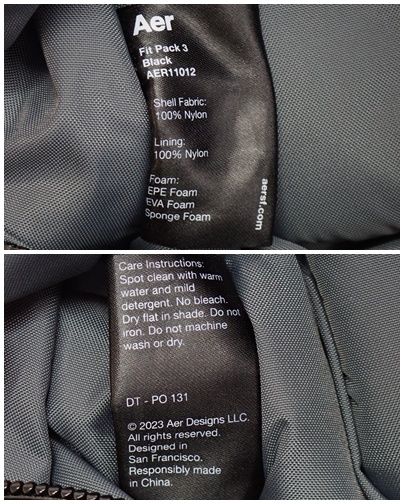 Aer
Fit Pack 3
Black
AER11012
Shell Fabric:
100% Nylon
Lining:
100% Nylon
Foam:
EPE Foam
EVA Foam
Sponge Foam
aersf.com
Care Instructions:
Spot clean with warm
water and mild
detergent. No bleach.
Dry flat in shade. Do not
iron. Do not machine
wash or dry.
DT - PO 131
© 2023 Aer Designs LLC.
All rights reserved.
Designed in
San Francisco.
Responsibly made
in China.